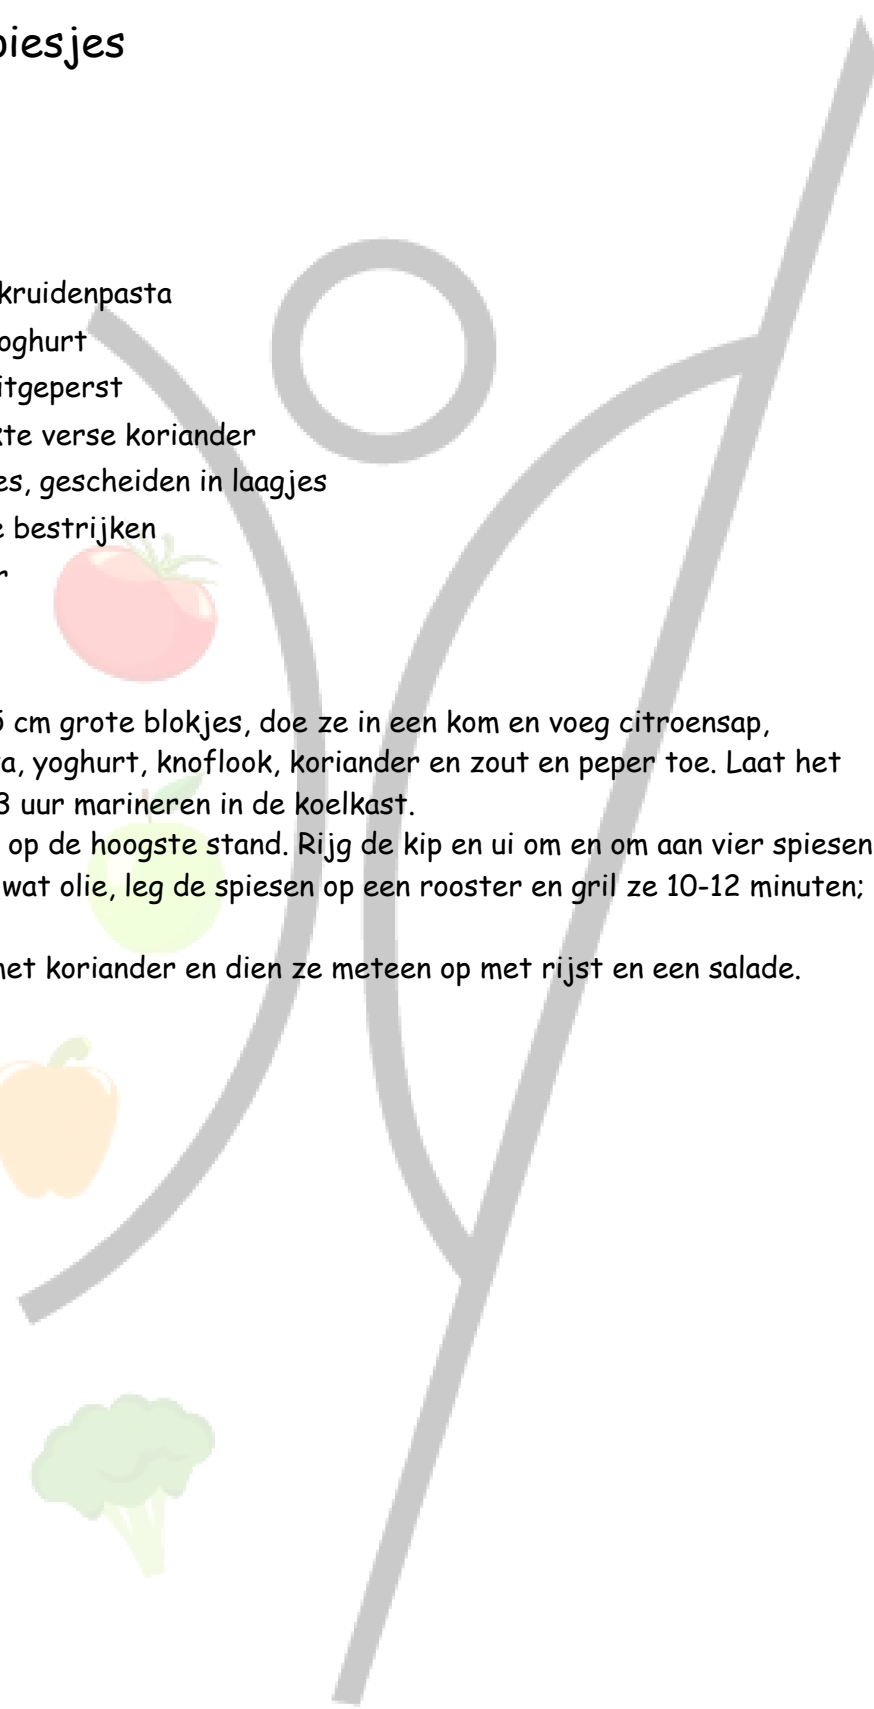 piesjes
kruidenpasta
oghurt
itgeperst
kte verse koriander
es, gescheiden in laagjes
e bestrijken
r
5 cm grote blokjes, doe ze in een kom en voeg citroensap,
a, yoghurt, knoflook, koriander en zout en peper toe. Laat het
3 uur marineren in de koelkast.
op de hoogste stand. Rijg de kip en ui om en om aan vier spiesen
wat olie, leg de spiesen op een rooster en gril ze 10-12 minuten;
met koriander en dien ze meteen op met rijst en een salade.